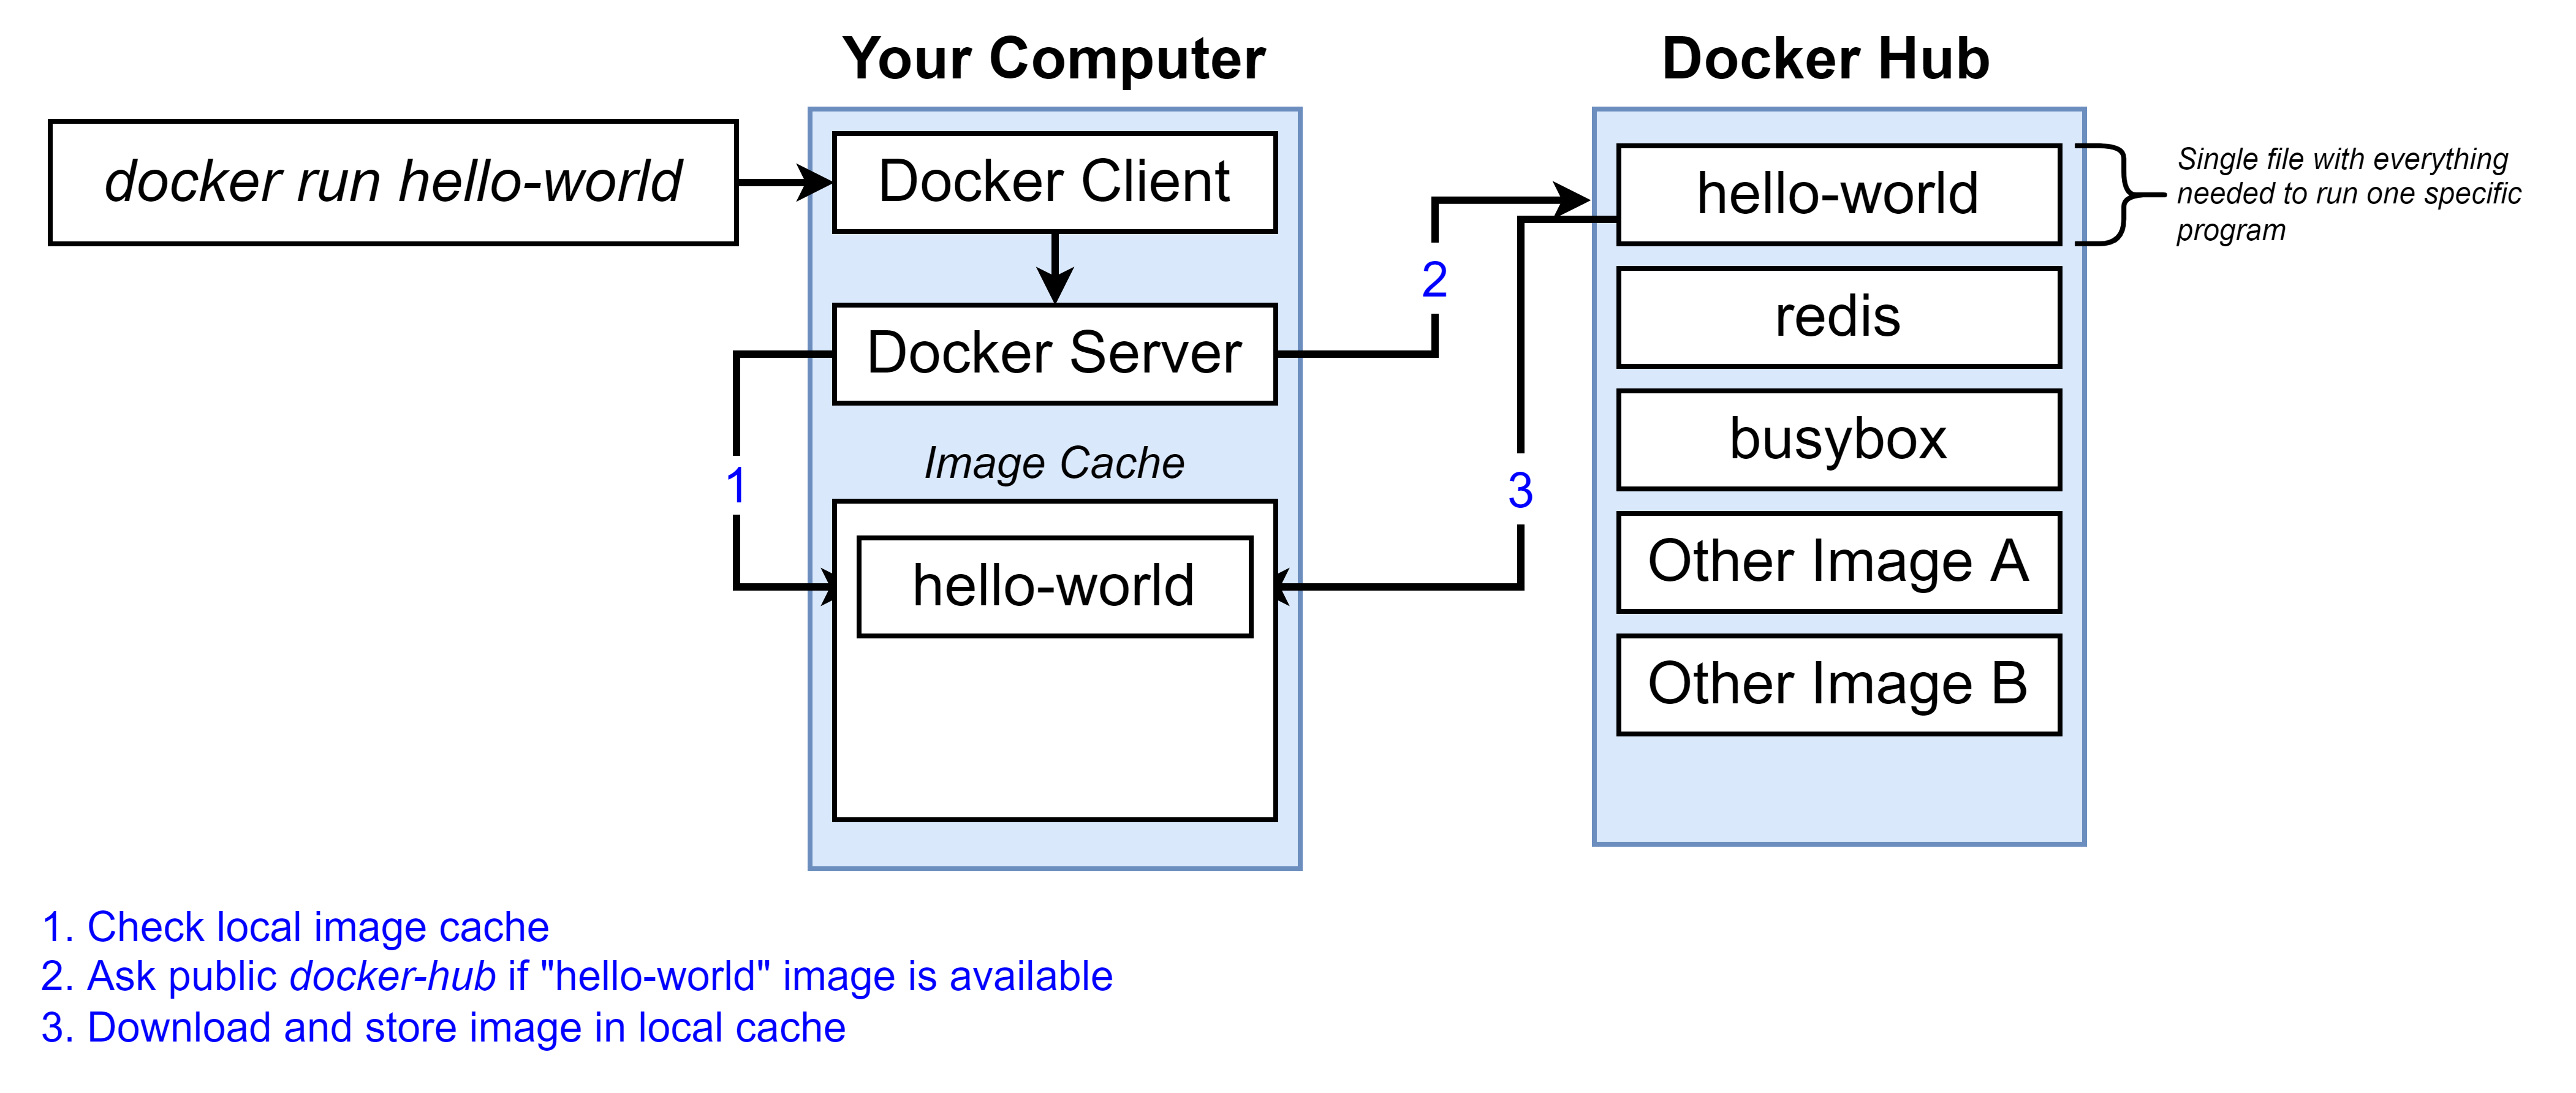 Your Computer
Docker Hub
docker run hello-world
Docker Client
Docker Server
Image Cache
hello-world
1
2
3
hello-world
redis
busybox
Other Image A
Other Image B
Single file with everything
needed to run one specific
program
1. Check local image cache
2. Ask public docker-hub if "hello-world" image is available
3. Download and store image in local cache